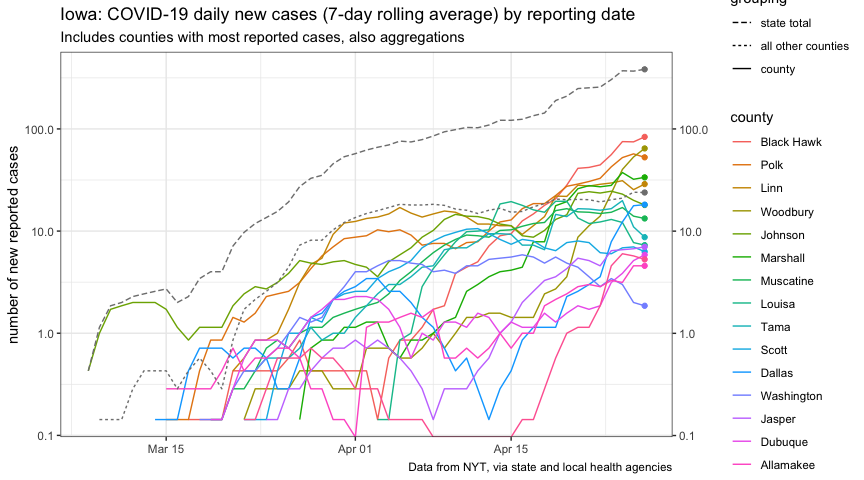 Iowa: COVID-19 daily new cases (7-day rolling average) by reporting date
Includes counties with most reported cases, also aggregations
number of new reported cases
100.0
10.0
1.0
0.1
100.0
10.0
1.0
0.1
Mar 15
Apr 01
Apr 15
Data from NYT, via state and local health agencies
grouping
state total
all other counties
county
county
Black Hawk
Polk
Linn
Woodbury
Johnson
Marshall
Muscatine
Louisa
Tama
Scott
Dallas
Washington
Jasper
Dubuque
Allamakee